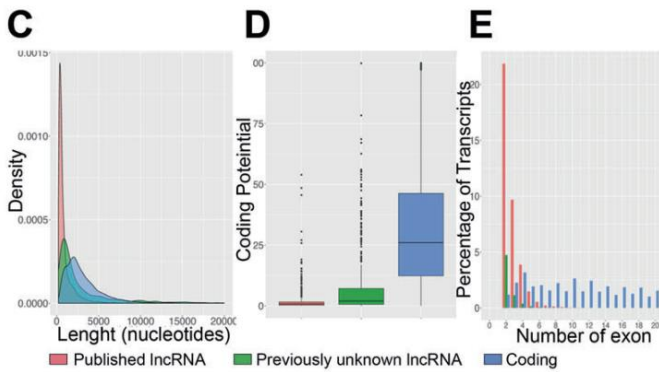 C
D
E
0.0015
0.0010
0.0005
0.0000
Density
0
5000
10000
15000
20000
Lenght (nucleotides)
00
50
25
0
Coding Poteintial
20
15
10
5
0
Percentage of Transcripts
0 2 4 6 8 10 12 14 16 18 20
Number of exon
Published lncRNA
Previously unknown lncRNA
Coding